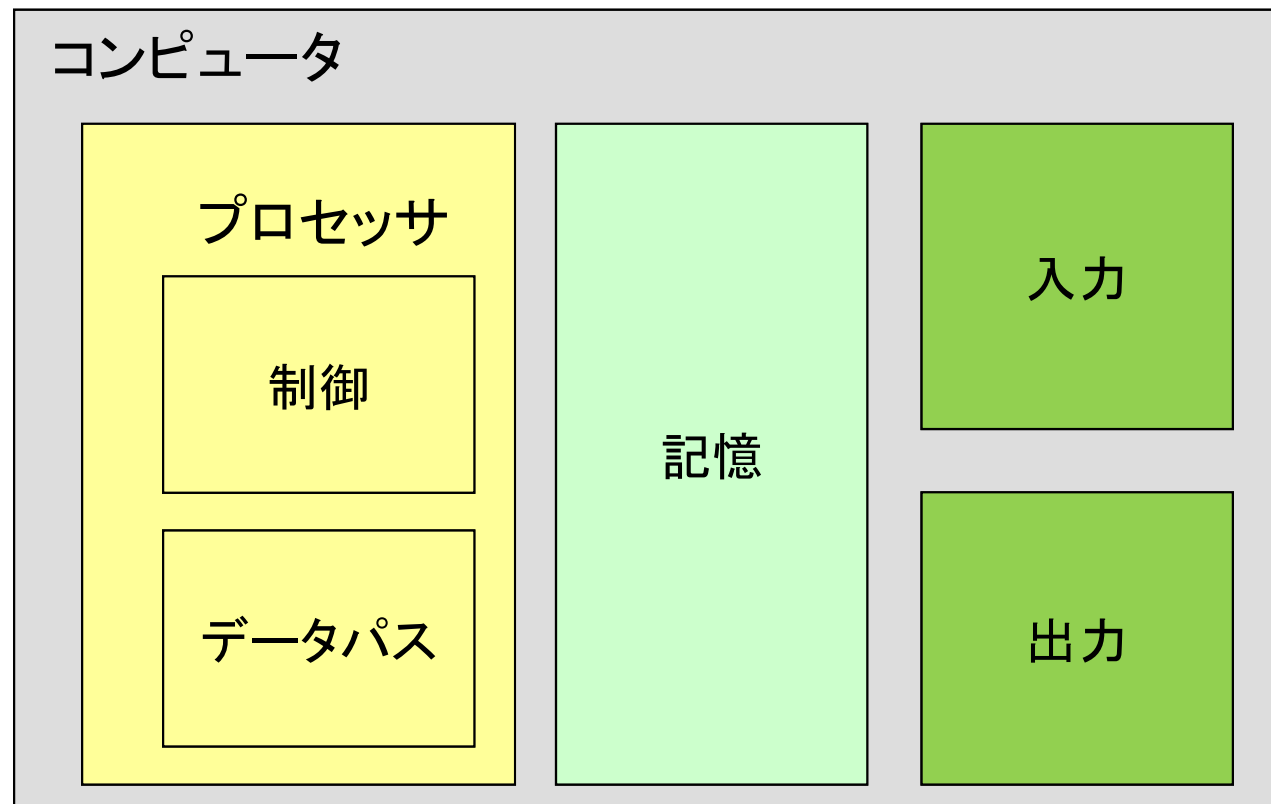 コンピュータ
プロセッサ
制御
データパス
記憶
入力
出力